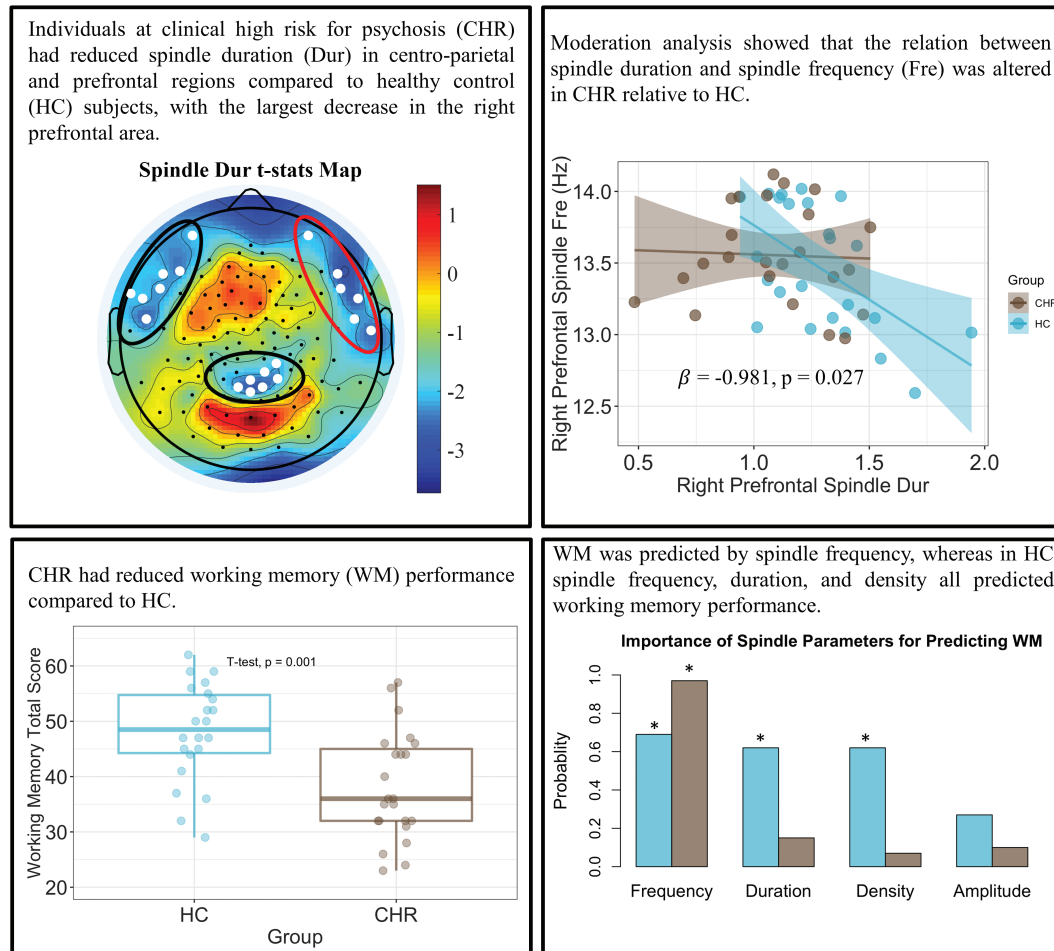 Individuals at clinical high risk for psychosis (CHR)
had reduced spindle duration (Dur) in centro-parietal
and prefrontal regions compared to healthy control
(HC) subjects, with the largest decrease in the right
prefrontal area.
Spindle Dur t-stats Map
1
0
-1
-2
-3
Moderation analysis showed that the relation between
spindle duration and spindle frequency (Fre) was altered
in CHR relative to HC.
Right Prefrontal Spindle Fre (Hz)
14.0
13.5
13.0
12.5
β = -0.981, p = 0.027
0.5 1.0 1.5 2.0
Right Prefrontal Spindle Dur
Group
CHR
HC
CHR had reduced working memory (WM) performance
compared to HC.
Working Memory Total Score
60
50
40
30
20
T-test, p = 0.001
HC CHR
Group
WM was predicted by spindle frequency, whereas in HC
spindle frequency, duration, and density all predicted
working memory performance.
Importance of Spindle Parameters for Predicting WM
Probablity
1.0
0.8
0.6
0.4
0.2
0.0
* * * *
Frequency Duration Density Amplitude